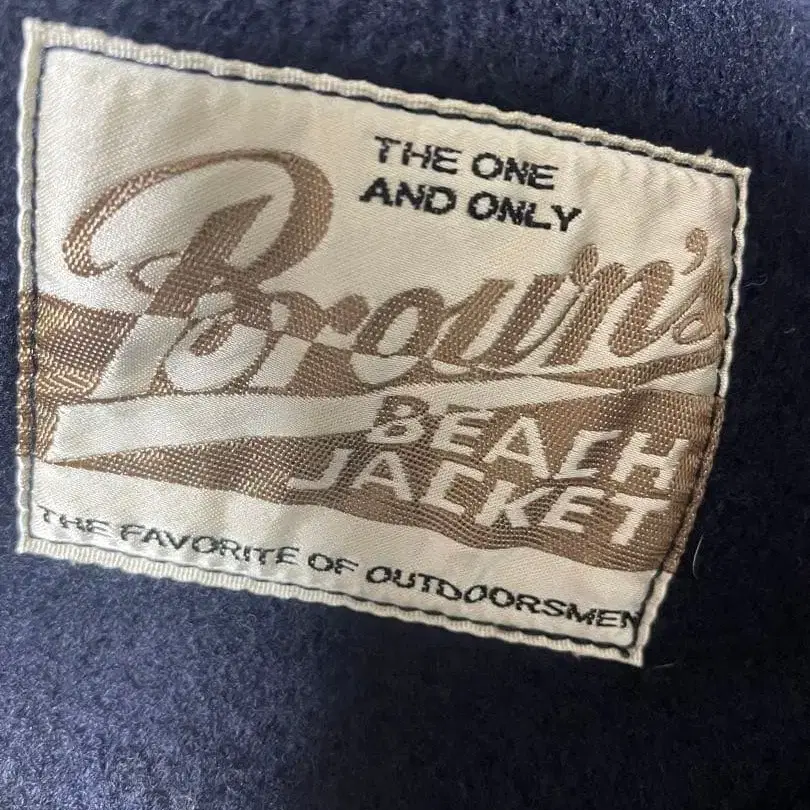 THE ONE
AND ONLY
Brown's
BEACH
JACKET
THE FAVORITE OF OUTDOORSMEN